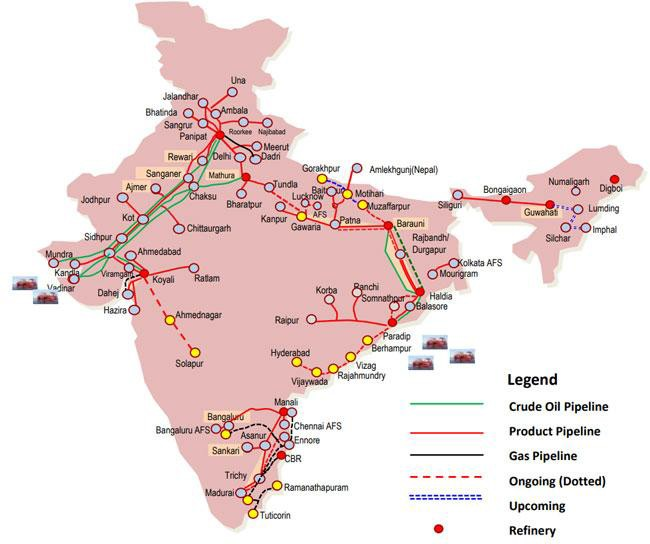 Una
Jalandhar
Bhatinda
Ambala
Sangrur
Roorkee
Najibabad
Panipat
Meerut
Rewari
Delhi
Dadri
Gorakhpur
Amlekhgunj(Nepal)
Sanganer
Mathura
Tundla
Bait
Motihari
Numaligarh
Digboi
Ajmer
Lucknow
Bongaigaon
Jodhpur
Chaksu
Bharatpur
AFS
Muzaffarpur
Siliguri
Guwahati
Lumding
Kot
Kanpur
Gawaria
Patna
Barauni
Silchar
Imphal
Chittaurgarh
Sidhpur
Rajbandh/
Durgapur
Mundra
Ahmedabad
Kolkata AFS
Kandla
Viramgam
Mourigram
Vadinar
Koyali
Ratlam
Korba
Ranchi
Haldia
Dahej
Somnathpur
Balasore
Hazira
Ahmednagar
Raipur
Paradip
Berhampur
Hyderabad
Solapur
Vizag
Vijaywada
Rajahmundry
Legend
Manali
Crude Oil Pipeline
Bengaluru
Chennai AFS
Bengaluru AFS
Asanur
Ennore
Product Pipeline
Sankari
CBR
Gas Pipeline
Trichy
Ongoing (Dotted)
Madurai
Ramanathapuram
Upcoming
Tuticorin
Refinery